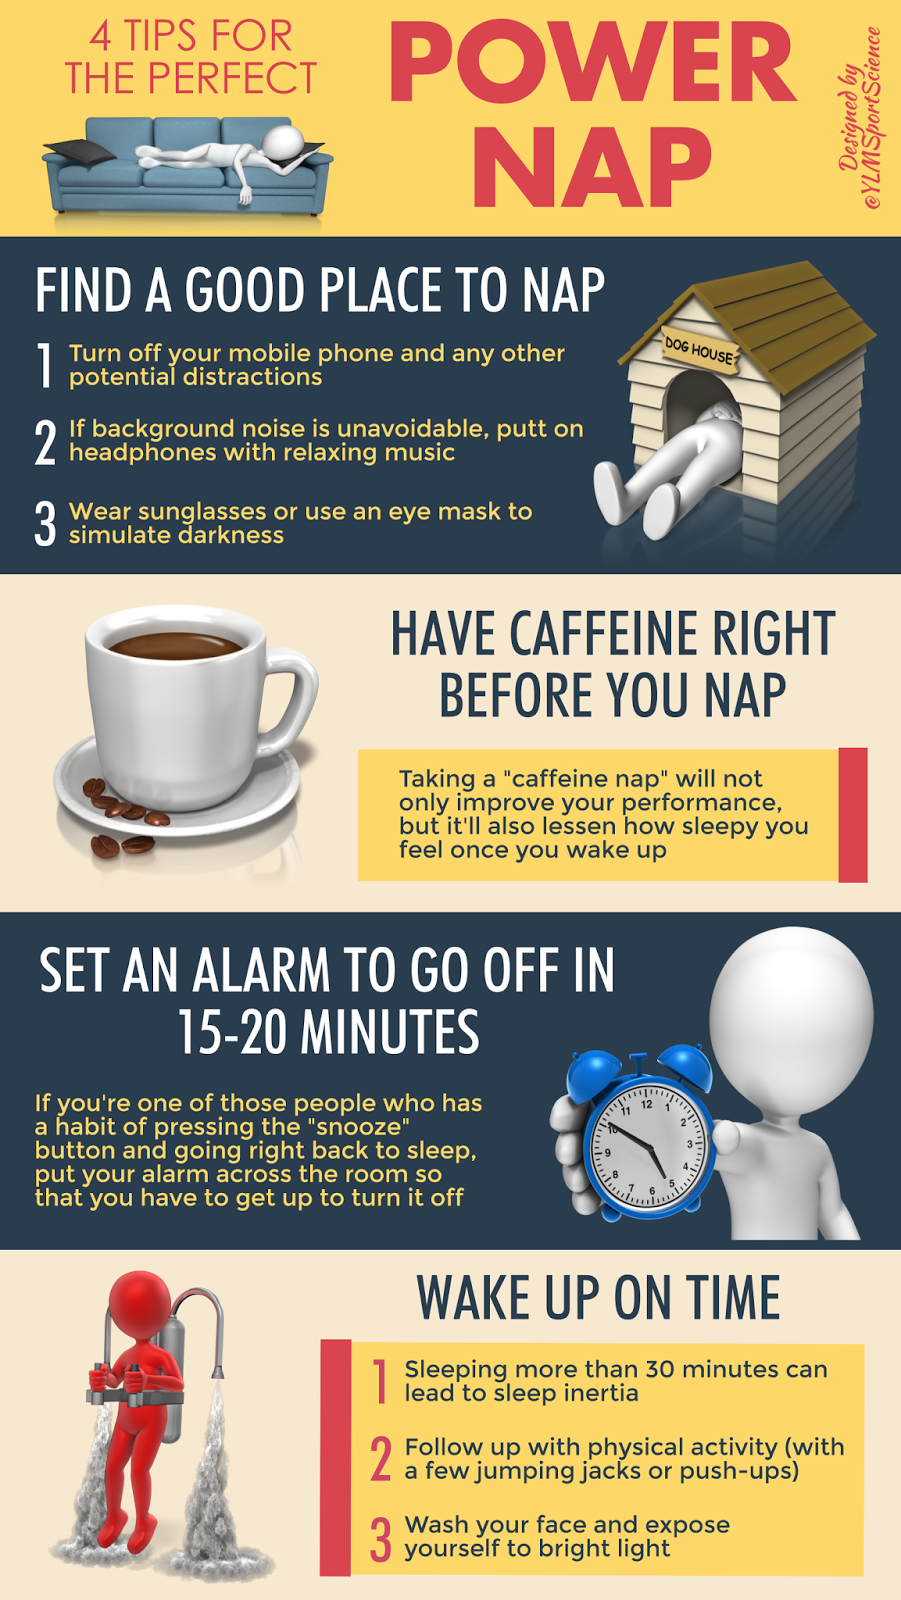 4 TIPS FOR
THE PERFECT
POWER
NAP
Designed by
@YLMSportScience
FIND A GOOD PLACE TO NAP
1 Turn off your mobile phone and any other
potential distractions
2 If background noise is unavoidable, putt on
headphones with relaxing music
3 Wear sunglasses or use an eye mask to
simulate darkness
DOG HOUSE
HAVE CAFFEINE RIGHT
BEFORE YOU NAP
Taking a "caffeine nap" will not
only improve your performance,
but it'll also lessen how sleepy you
feel once you wake up
SET AN ALARM TO GO OFF IN
15-20 MINUTES
If you're one of those people who has
a habit of pressing the "snooze"
button and going right back to sleep,
put your alarm across the room so
that you have to get up to turn it off
12
1
2
3
4
5
6
7
8
9
10
11
WAKE UP ON TIME
1 Sleeping more than 30 minutes can
lead to sleep inertia
2 Follow up with physical activity (with
a few jumping jacks or push-ups)
3 Wash your face and expose
yourself to bright light